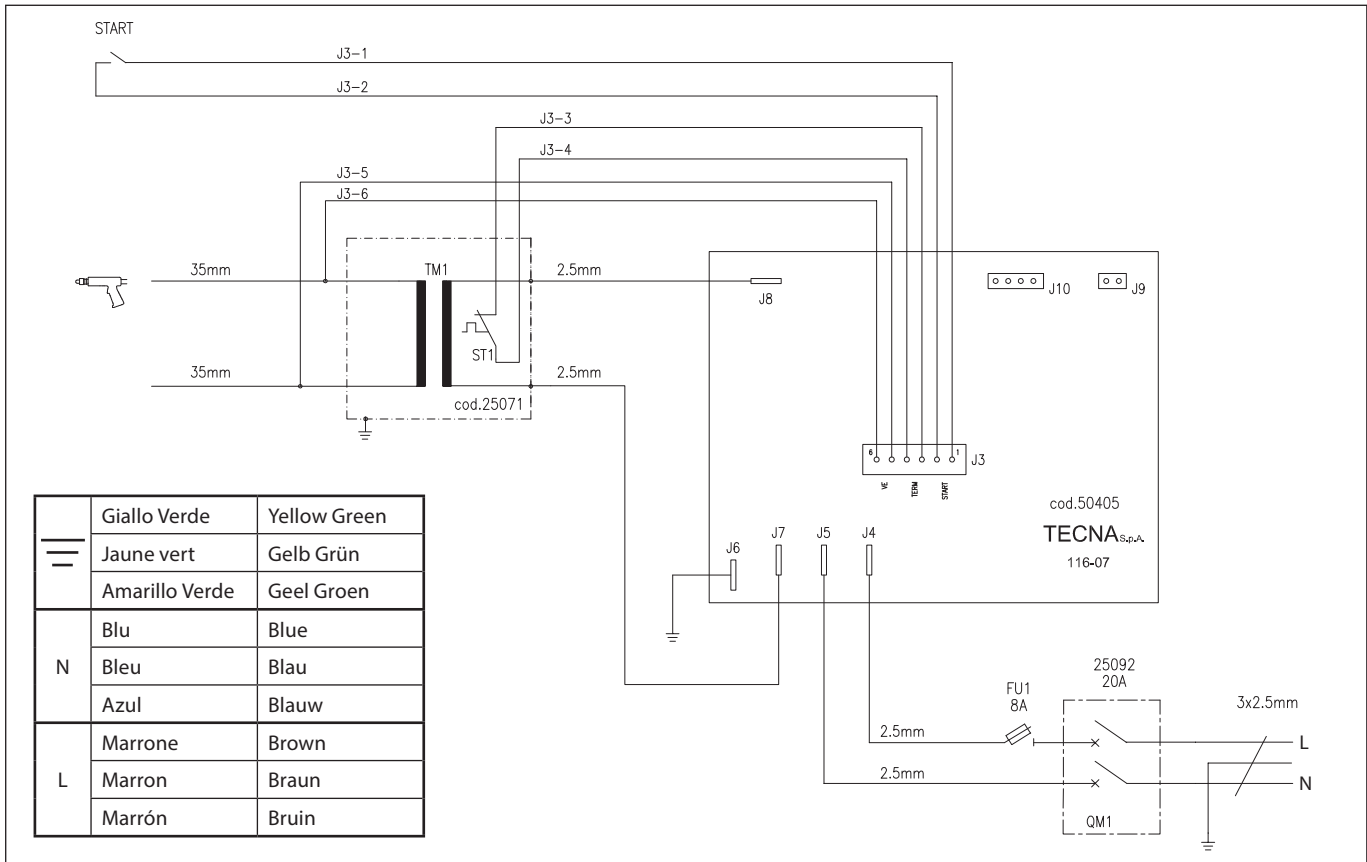 START
J3-1
J3-2
J3-3
J3-4
J3-5
J3-6
35mm
TM1
2.5mm
J8
J10
J9
ST1
35mm
2.5mm
cod.25071
6
1
J3
VE
TERM
START
cod.50405
TECNA S.p.A.
116-07
J6
J7
J5
J4
Giallo Verde Yellow Green
Jaune vert Gelb Grün
Amarillo Verde Geel Groen
N
Blu Blue
Bleu Blau
Azul Blauw
L
Marrone Brown
Marron Braun
Marrón Bruin
25092
20A
FU1
8A
3x2.5mm
2.5mm
L
2.5mm
N
QM1